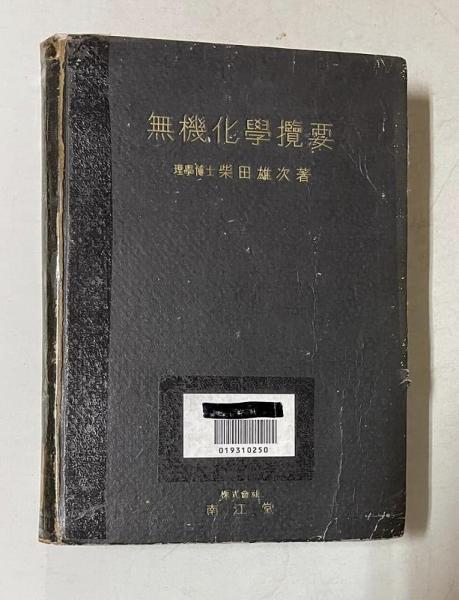 無機化學攬要
理學博士 柴田雄次著
019310250
株式會社
南江堂